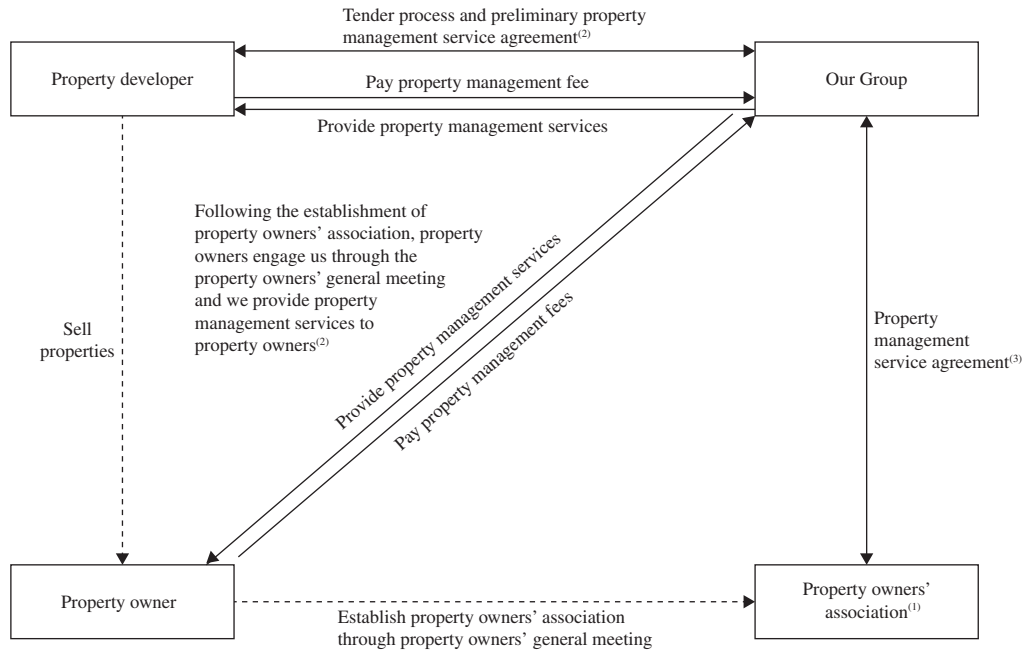 Tender process and preliminary property
management service agreement(2)
Property developer
Our Group
Pay property management fee
Provide property management services
Following the establishment of
property owners’ association, property
owners engage us through the
property owners’ general meeting
and we provide property
management services to
property owners(2)
Provide property management services
Pay property management fees
Sell
properties
Property
management
service agreement(3)
Property owner
Establish property owners’ association
through property owners’ general meeting
Property owners’
association(1)